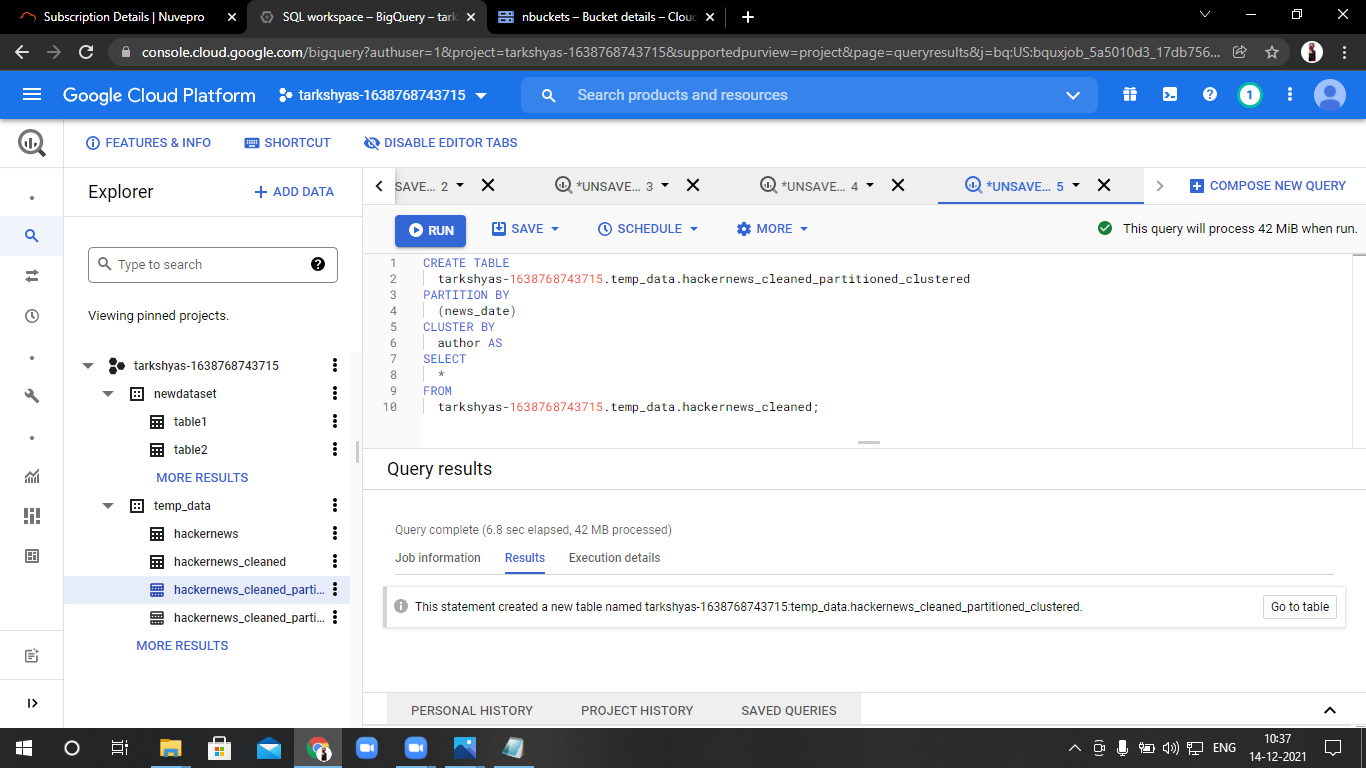 Subscription Details | Nuvepro
SQL workspace – BigQuery – tark
nbuckets – Bucket details – Clou
console.cloud.google.com/bigquery?authuser=1&project=tarkshyas-1638768743715&supportedpurview=project&page=queryresults&j=bq:US:bquxjob_5a5010d3_17db756...
Google Cloud Platform
tarkshyas-1638768743715
Search products and resources
1
FEATURES & INFO
SHORTCUT
DISABLE EDITOR TABS
Explorer
+ ADD DATA
SAVE... 2
*UNSAVE... 3
*UNSAVE... 4
*UNSAVE... 5
COMPOSE NEW QUERY
RUN
SAVE
SCHEDULE
MORE
This query will process 42 MiB when run.
Type to search
Viewing pinned projects.
tarkshyas-1638768743715
newdataset
table1
table2
MORE RESULTS
temp_data
hackernews
hackernews_cleaned
hackernews_cleaned_parti...
hackernews_cleaned_parti...
MORE RESULTS
1 CREATE TABLE
2 tarkshyas-1638768743715.temp_data.hackernews_cleaned_partitioned_clustered
3 PARTITION BY
4 (news_date)
5 CLUSTER BY
6 author AS
7 SELECT
8 *
9 FROM
10 tarkshyas-1638768743715.temp_data.hackernews_cleaned;
Query results
Query complete (6.8 sec elapsed, 42 MB processed)
Job information
Results
Execution details
This statement created a new table named tarkshyas-1638768743715:temp_data.hackernews_cleaned_partitioned_clustered.
Go to table
PERSONAL HISTORY
PROJECT HISTORY
SAVED QUERIES
ENG
10:37
14-12-2021